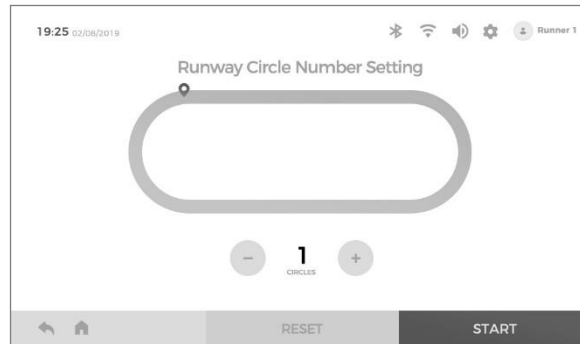 19:25 02/08/2019 Runner 1
Runway Circle Number Setting
− 1 +
CIRCLES
RESET START